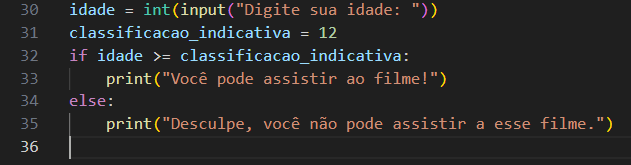 30 idade = int(input("Digite sua idade: "))
31 classificacao_indicativa = 12
32 if idade >= classificacao_indicativa:
33     print("Você pode assistir ao filme!")
34 else:
35     print("Desculpe, você não pode assistir a esse filme.")
36